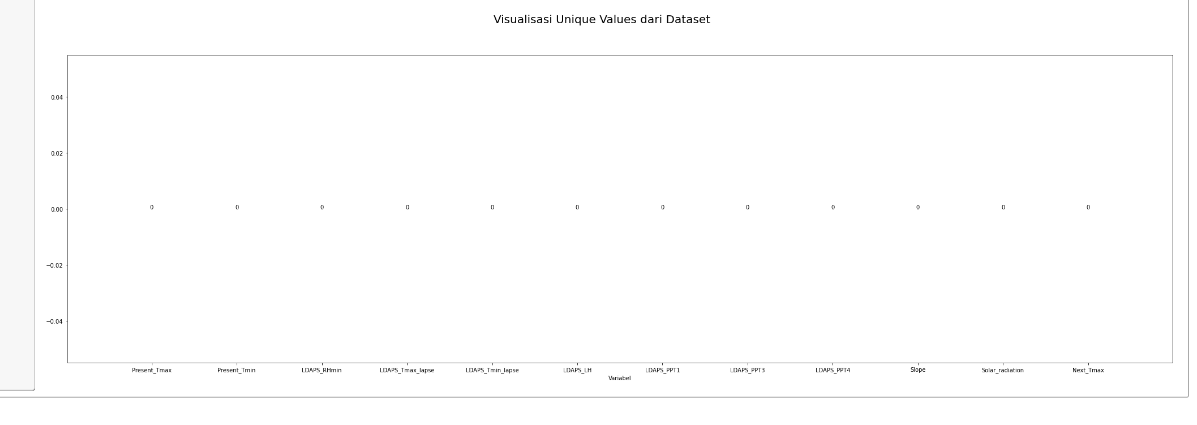 Visualisasi Unique Values dari Dataset
0.04
0.02
0.00
−0.02
−0.04
0 0 0 0 0 0 0 0 0 0 0 0
Present_Tmax Present_Tmin LDAPS_RHmin LDAPS_Tmax_lapse LDAPS_Tmin_lapse LDAPS_LH LDAPS_PPT1 LDAPS_PPT3 LDAPS_PPT4 Slope Solar_radiation Next_Tmax
Variabel